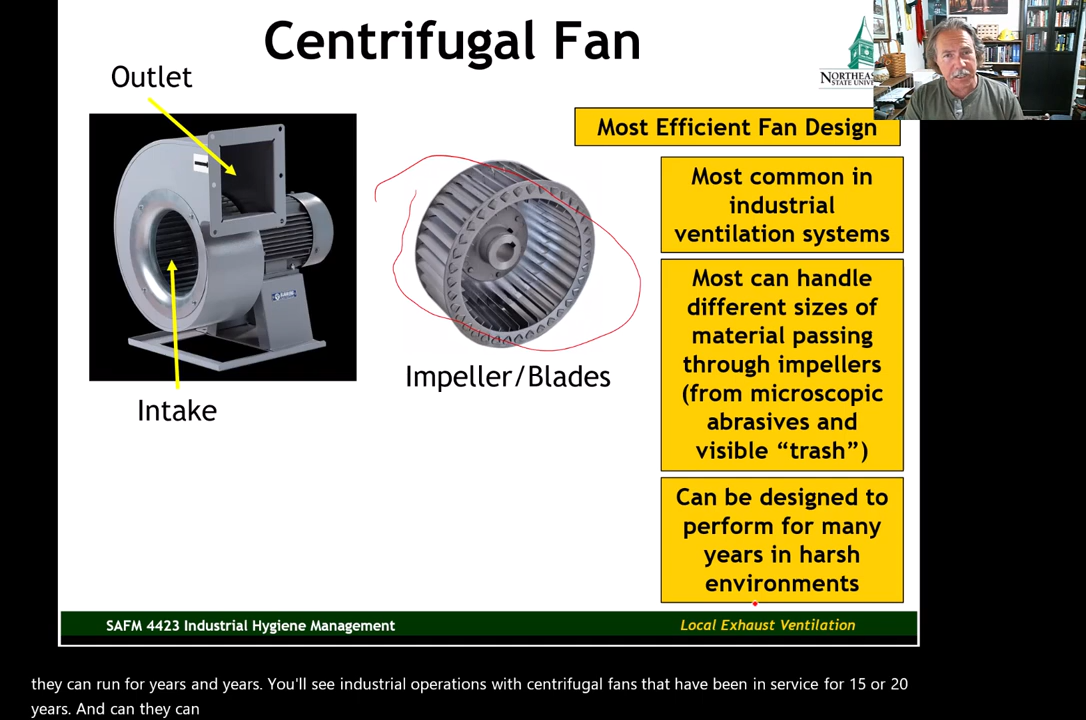 Centrifugal Fan
Outlet
Intake
Impeller/Blades
NORTHEAS
STATE UNIV
Most Efficient Fan Design
Most common in
industrial
ventilation systems
Most can handle
different sizes of
material passing
through impellers
(from microscopic
abrasives and
visible “trash”)
Can be designed to
perform for many
years in harsh
environments
SAFM 4423 Industrial Hygiene Management
Local Exhaust Ventilation
they can run for years and years. You'll see industrial operations with centrifugal fans that have been in service for 15 or 20
years. And can they can